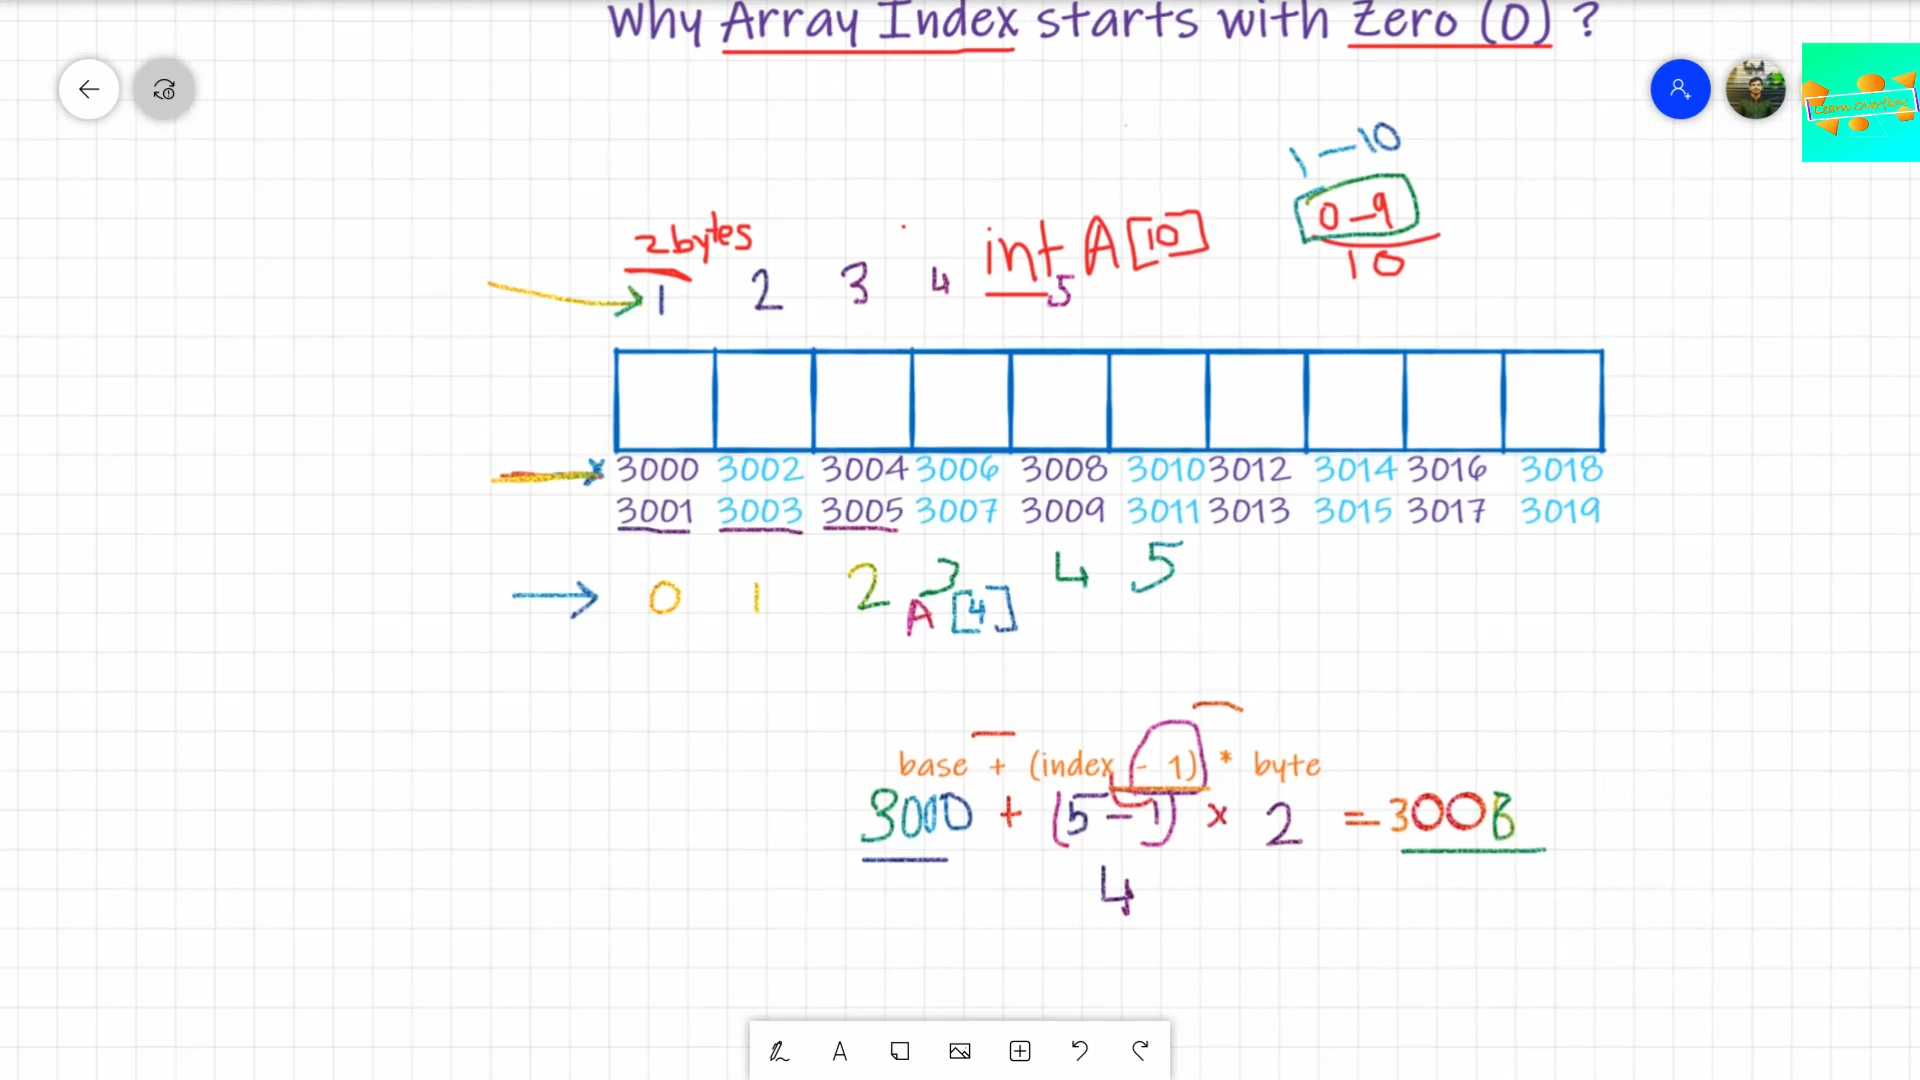 Why Array Index starts with Zero (0) ?
Learn Overflow
1 – 10
0 – 9
10
2bytes
int A[10]
1 2 3 4 5
3000 3002 3004 3006 3008 3010 3012 3014 3016 3018
3001 3003 3005 3007 3009 3011 3013 3015 3017 3019
0 1 2 3 4 5
A [4]
base + (index - 1) * byte
3000 + (5-1) x 2 = 3008
4
A